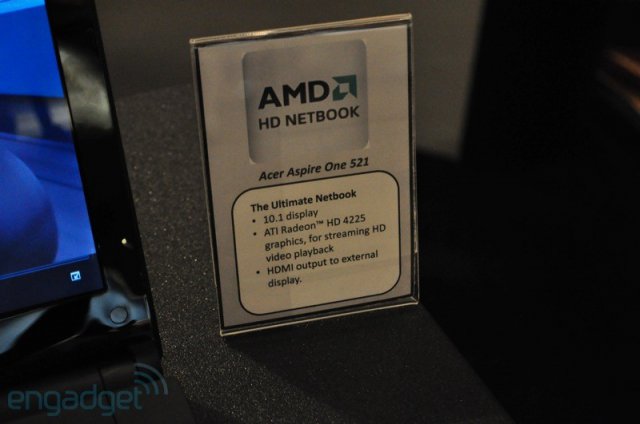 AMD
HD NETBOOK
Acer Aspire One 521
The Ultimate Netbook
• 10.1 display
• ATI Radeon™ HD 4225
graphics, for streaming HD
video playback
• HDMI output to external
display.
engadget